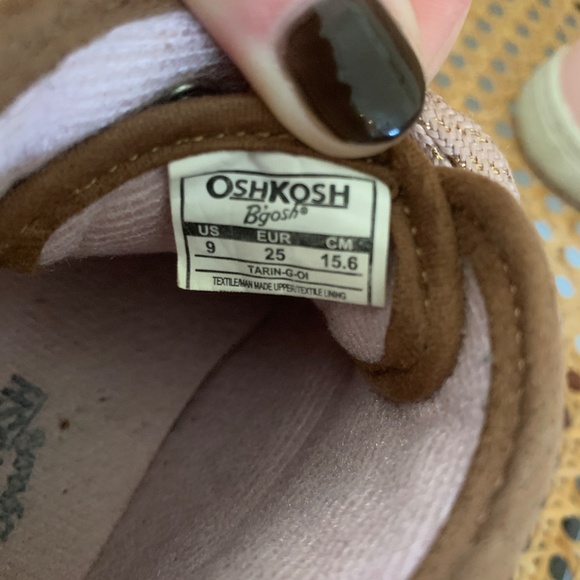 OSHKOSH
B'gosh®
US EUR CM
9 25 15.6
TARIN-G-OI
TEXTILE/MAN MADE UPPER/TEXTILE LINING